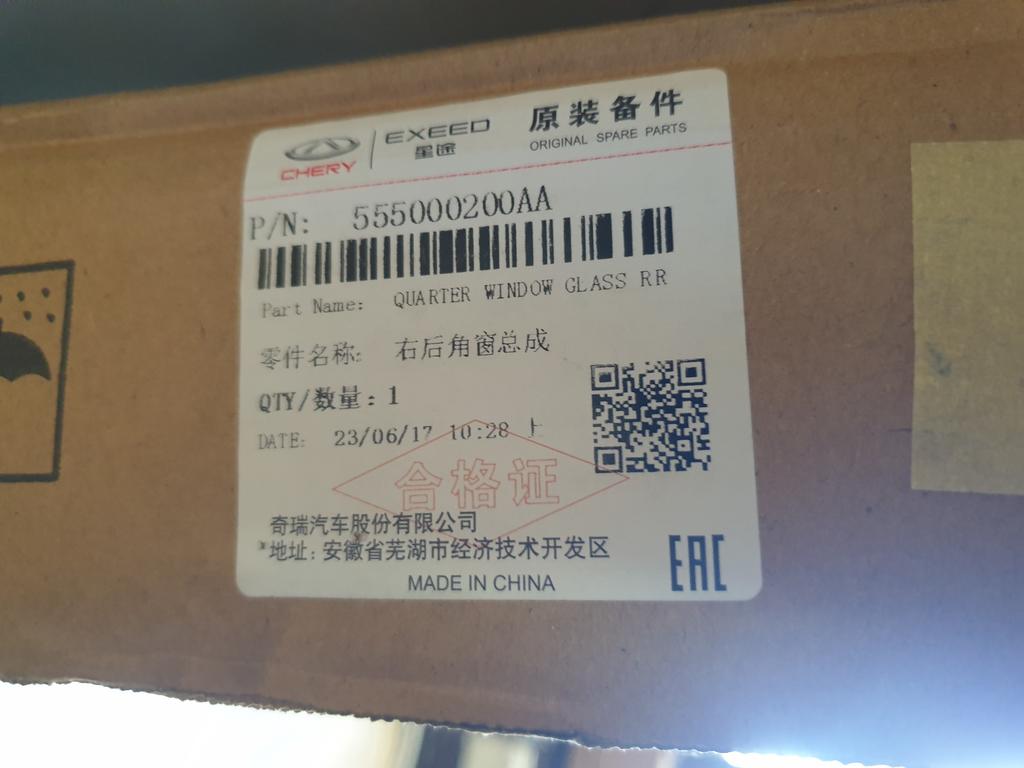 CHERY
EXEED
星途
原装备件
ORIGINAL SPARE PARTS
P/N: 555000200AA
Part Name: QUARTER WINDOW GLASS RR
零件名称: 右后角窗总成
QTY/数量: 1
DATE: 23/06/17 10:28 上
合格证
奇瑞汽车股份有限公司
*地址: 安徽省芜湖市经济技术开发区
MADE IN CHINA
EAC